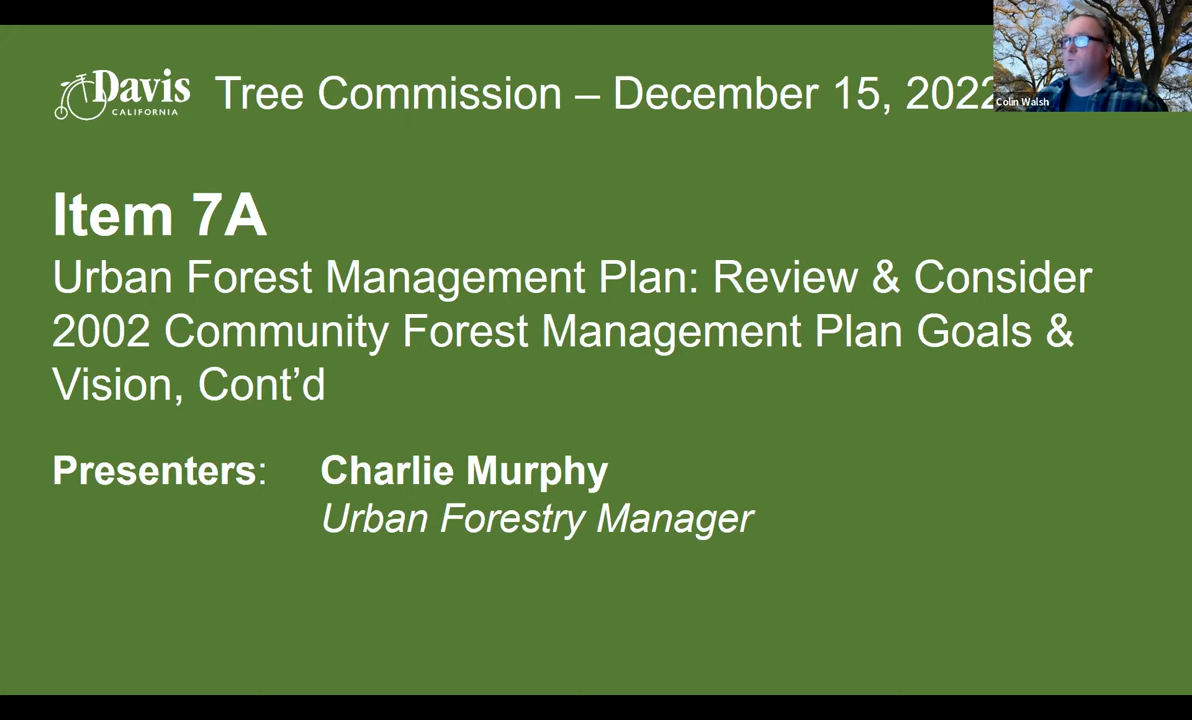 Davis
CALIFORNIA
Tree Commission – December 15, 2022
Colin Walsh
Item 7A
Urban Forest Management Plan: Review & Consider
2002 Community Forest Management Plan Goals &
Vision, Cont’d
Presenters: Charlie Murphy
Urban Forestry Manager